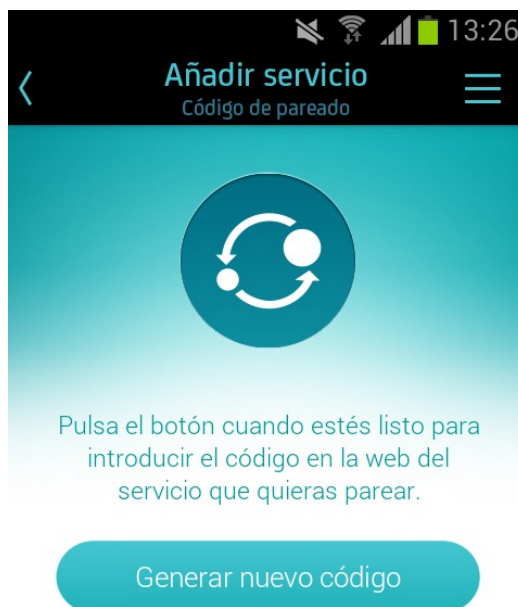 13:26
Añadir servicio
Código de pareado
Pulsa el botón cuando estés listo para
introducir el código en la web del
servicio que quieras parear.
Generar nuevo código